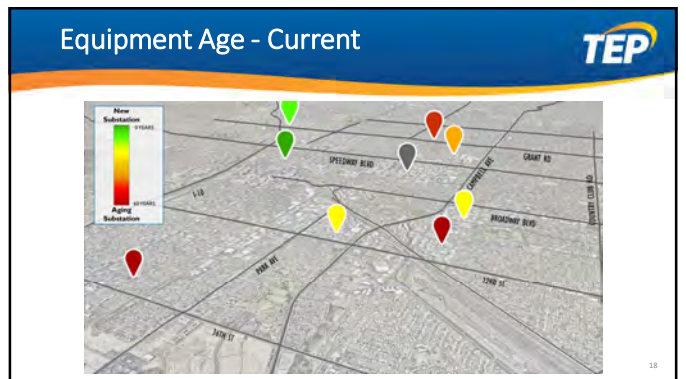 Equipment Age - Current
TEP
New
Substation
0 YEARS
60 YEARS
Aging
Substation
SPEEDWAY BLVD
GRANT RD
CAMPBELL AVE
COUNTRY CLUB RD
I-10
BROADWAY BLVD
PARK AVE
22ND ST
36TH ST
18